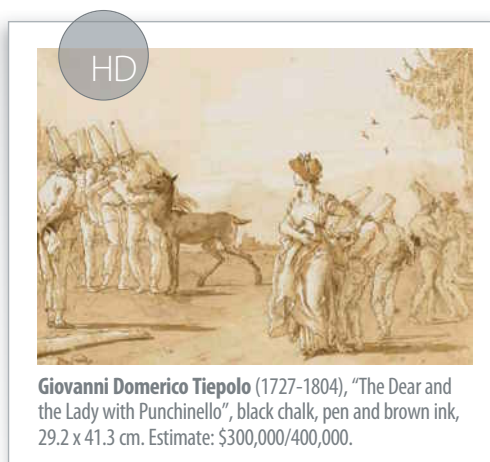 HD
Giovanni Domerico Tiepolo (1727-1804), “The Dear and
the Lady with Punchinello”, black chalk, pen and brown ink,
29.2 x 41.3 cm. Estimate: $300,000/400,000.